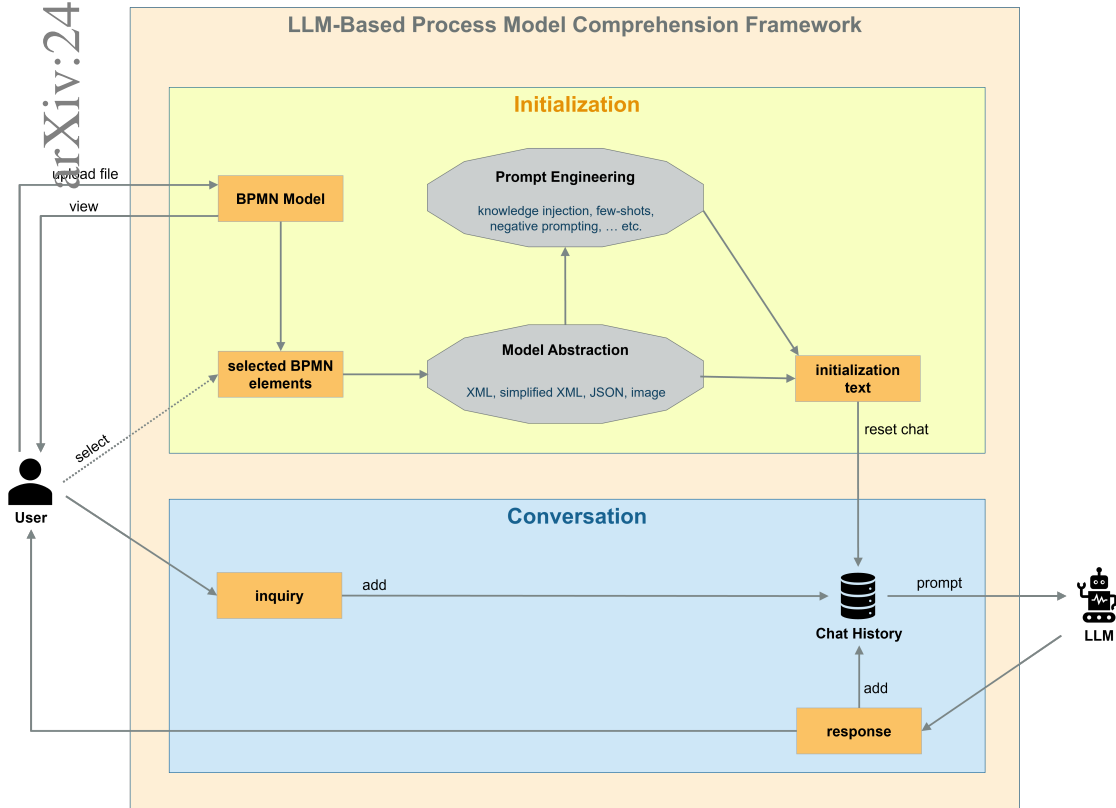 arXiv:24
LLM-Based Process Model Comprehension Framework
Initialization
upload file
view
BPMN Model
Prompt Engineering
knowledge injection, few-shots,
negative prompting, … etc.
selected BPMN
elements
Model Abstraction
XML, simplified XML, JSON, image
initialization
text
reset chat
select
User
Conversation
inquiry
add
Chat History
prompt
LLM
add
response